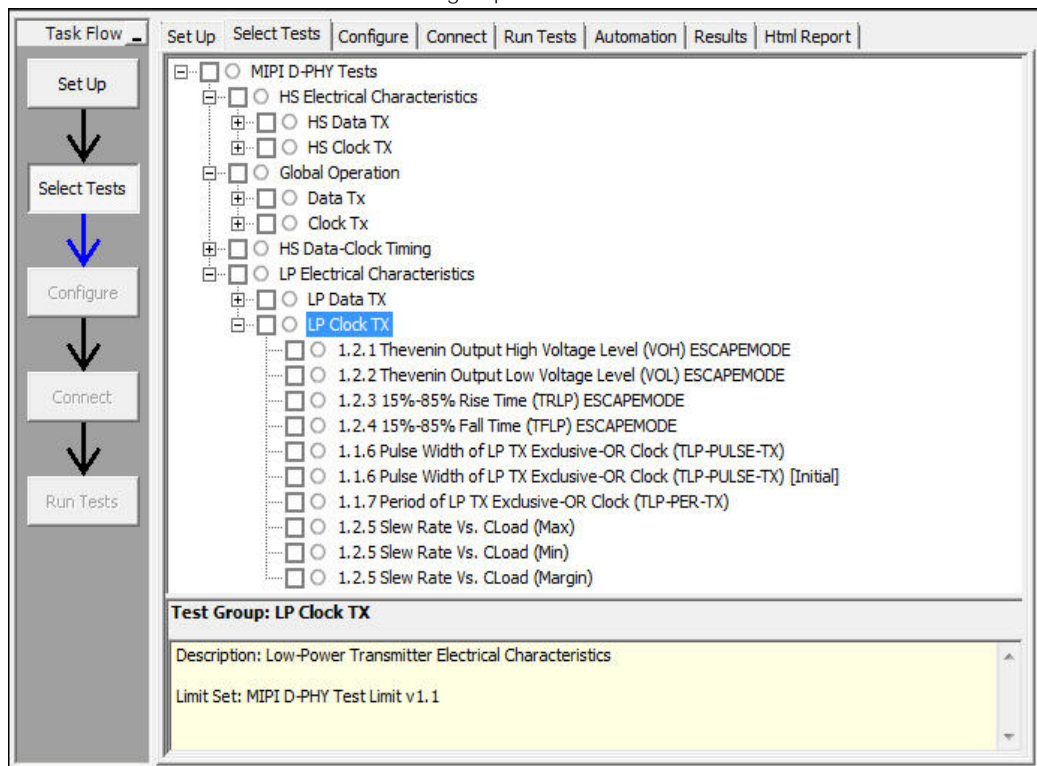 Task Flow
Set Up Select Tests Configure Connect Run Tests Automation Results Html Report
Set Up
Select Tests
Configure
Connect
Run Tests
MIPI D-PHY Tests
HS Electrical Characteristics
HS Data TX
HS Clock TX
Global Operation
Data Tx
Clock Tx
HS Data-Clock Timing
LP Electrical Characteristics
LP Data TX
LP Clock TX
1.2.1 Thevenin Output High Voltage Level (VOH) ESCAPEMODE
1.2.2 Thevenin Output Low Voltage Level (VOL) ESCAPEMODE
1.2.3 15%-85% Rise Time (TRLP) ESCAPEMODE
1.2.4 15%-85% Fall Time (TFLP) ESCAPEMODE
1.1.6 Pulse Width of LP TX Exclusive-OR Clock (TLP-PULSE-TX)
1.1.6 Pulse Width of LP TX Exclusive-OR Clock (TLP-PULSE-TX) [Initial]
1.1.7 Period of LP TX Exclusive-OR Clock (TLP-PER-TX)
1.2.5 Slew Rate Vs. CLoad (Max)
1.2.5 Slew Rate Vs. CLoad (Min)
1.2.5 Slew Rate Vs. CLoad (Margin)
Test Group: LP Clock TX
Description: Low-Power Transmitter Electrical Characteristics
Limit Set: MIPI D-PHY Test Limit v1.1